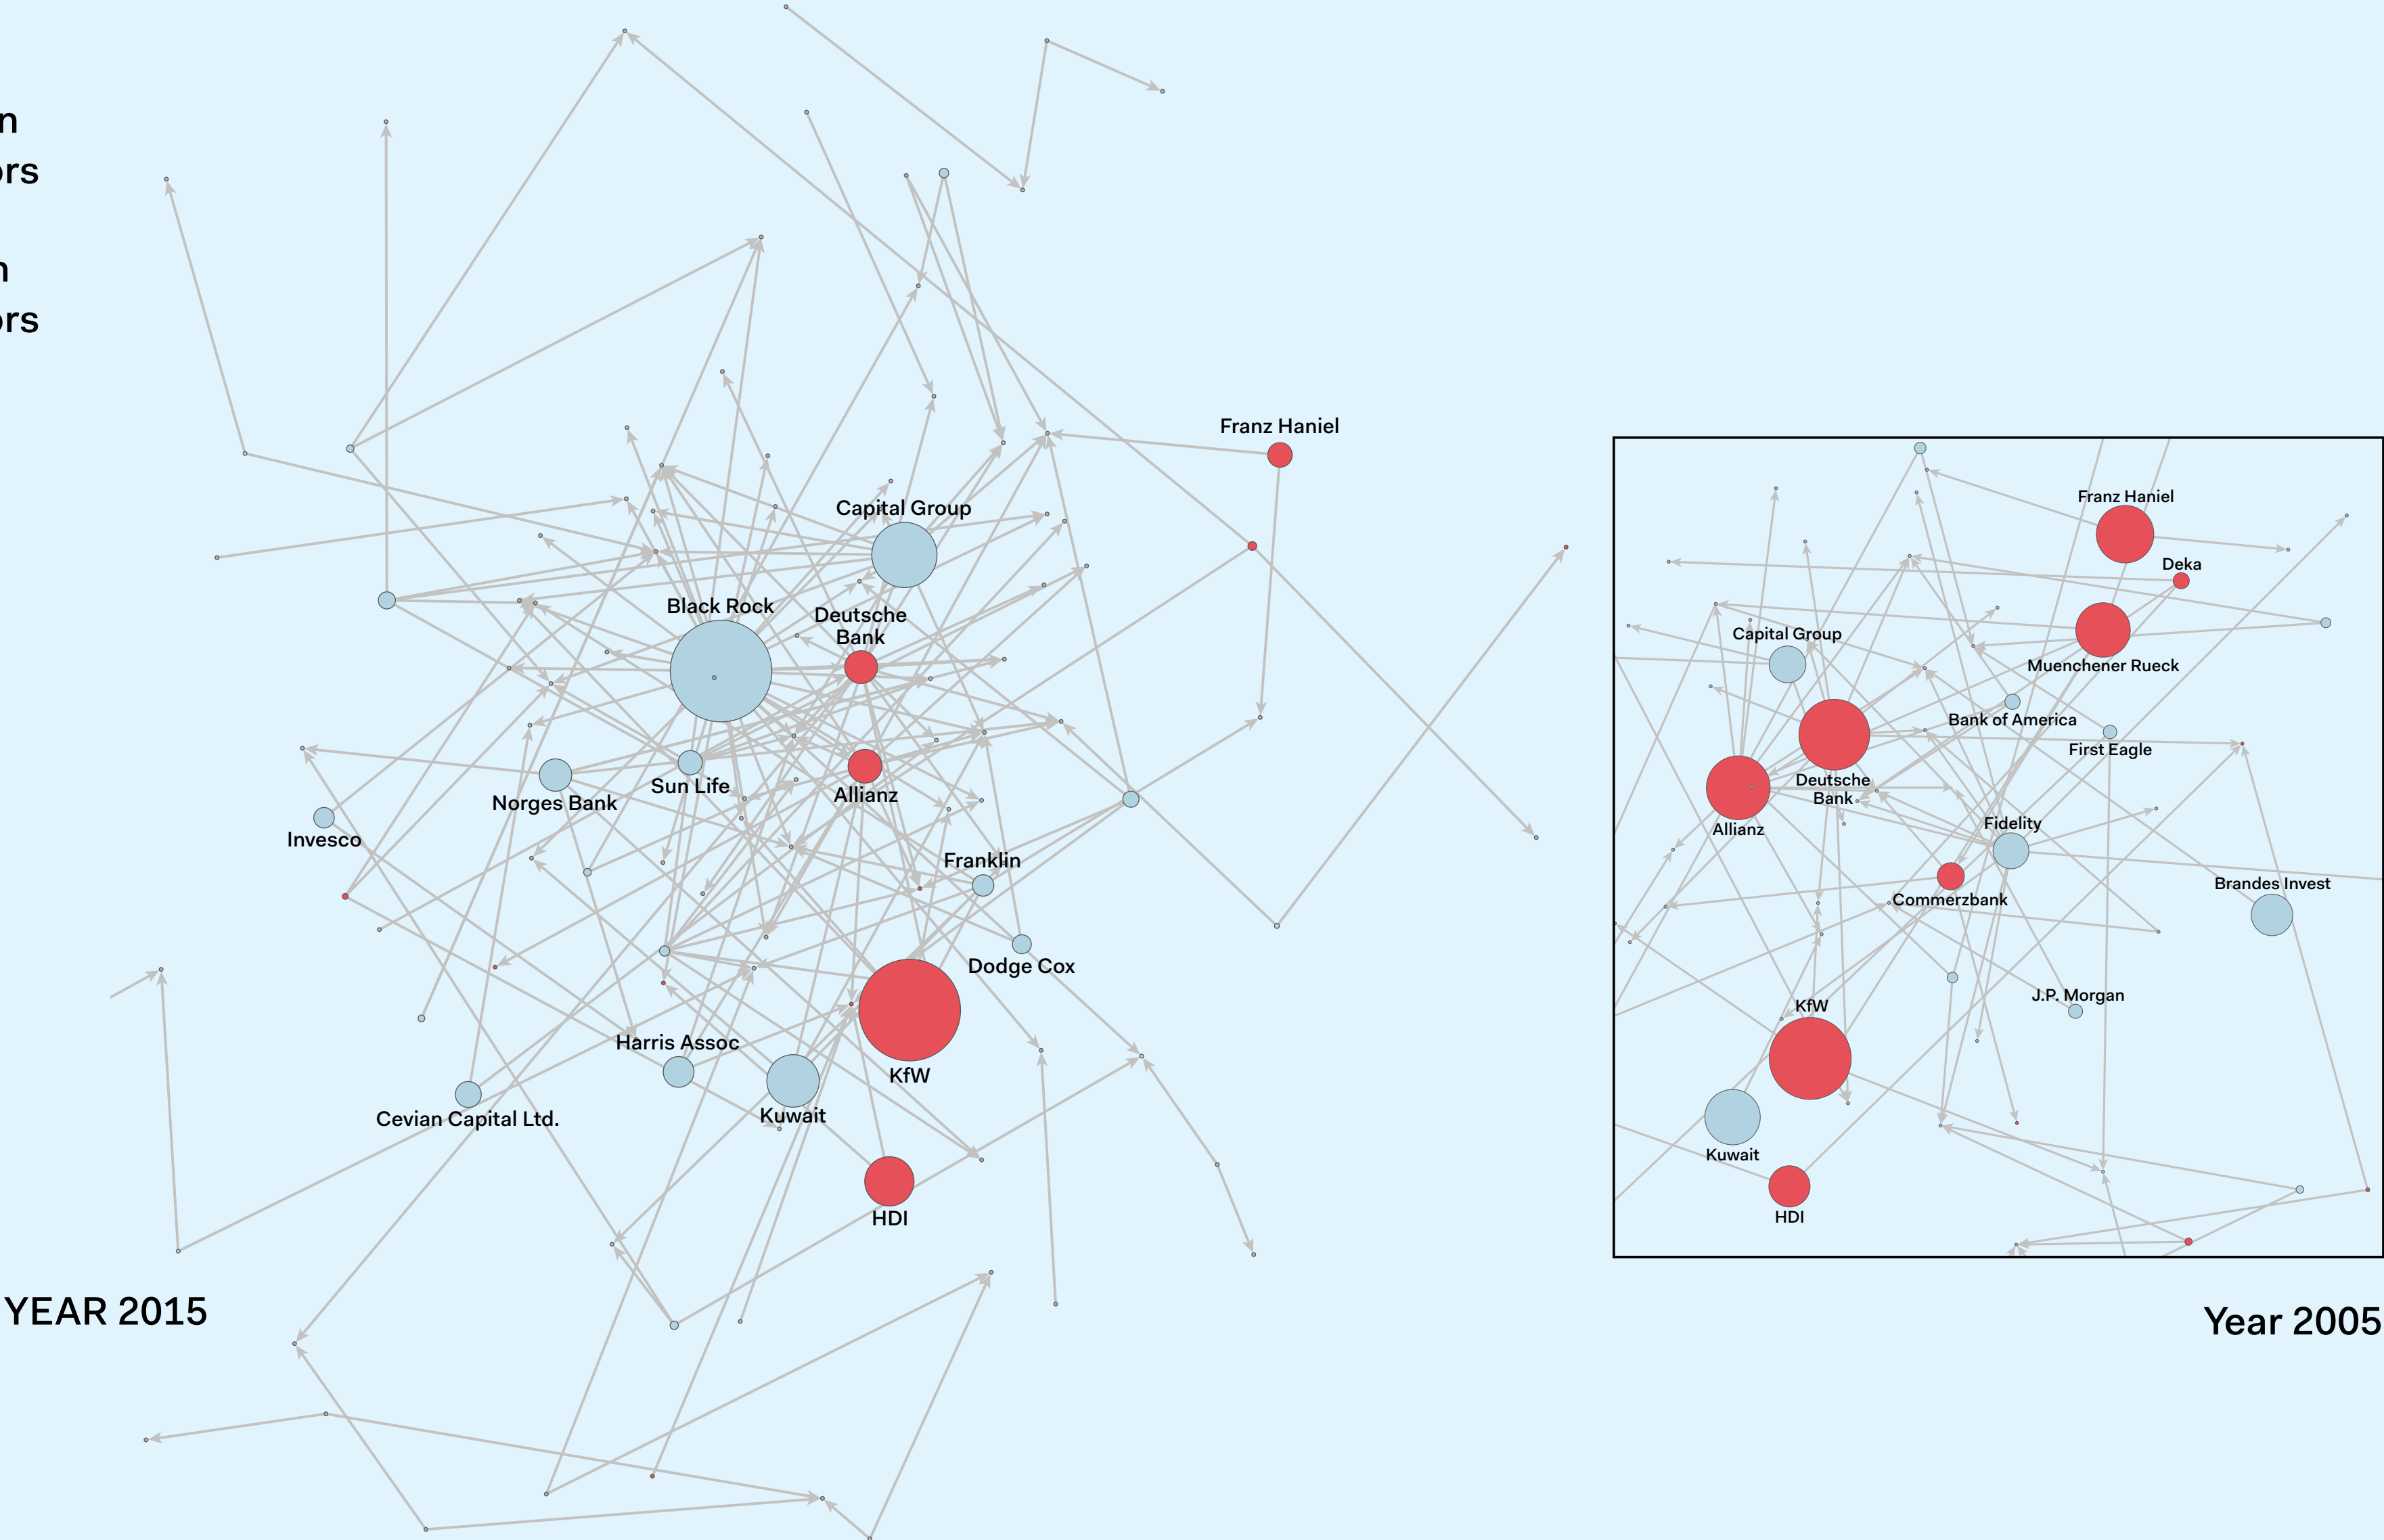 n
ors
n
ors
Franz Haniel
Capital Group
Black Rock
Deutsche
Bank
Sun Life
Norges Bank
Allianz
Invesco
Franklin
Dodge Cox
Harris Assoc
KfW
Kuwait
Cevian Capital Ltd.
HDI
YEAR 2015
Franz Haniel
Deka
Capital Group
Muenchener Rueck
Bank of America
First Eagle
Deutsche
Bank
Allianz
Fidelity
Brandes Invest
Commerzbank
J.P. Morgan
KfW
Kuwait
HDI
Year 2005